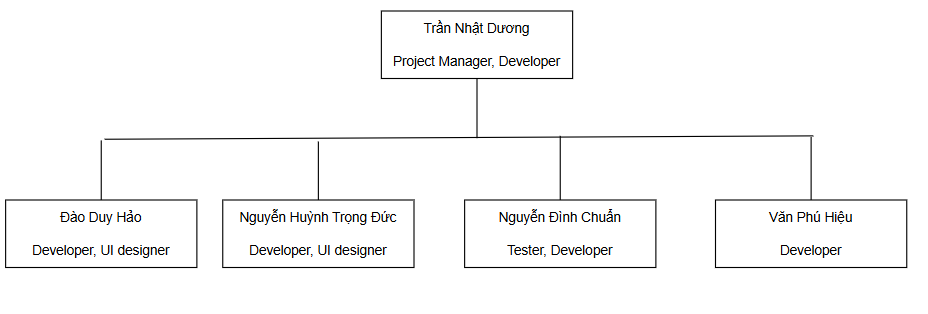 Trần Nhật Dương
Project Manager, Developer
Đào Duy Hảo
Developer, UI designer
Nguyễn Huỳnh Trọng Đức
Developer, UI designer
Nguyễn Đình Chuẩn
Tester, Developer
Văn Phú Hiệu
Developer